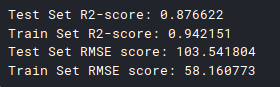 Test Set R2-score: 0.876622
Train Set R2-score: 0.942151
Test Set RMSE score: 103.541804
Train Set RMSE score: 58.160773